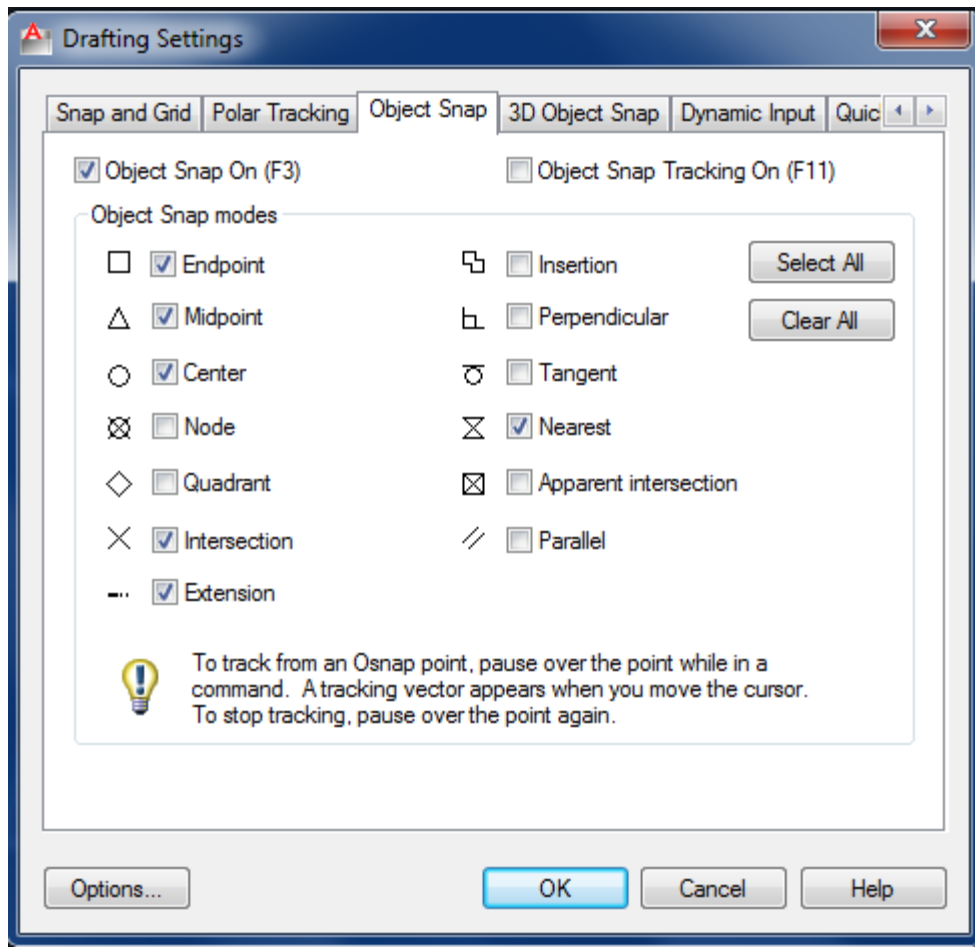 Drafting Settings
Snap and Grid Polar Tracking Object Snap 3D Object Snap Dynamic Input Quic
Object Snap On (F3) Object Snap Tracking On (F11)
Object Snap modes
Endpoint Insertion Select All
Midpoint Perpendicular Clear All
Center Tangent
Node Nearest
Quadrant Apparent intersection
Intersection Parallel
Extension
To track from an Osnap point, pause over the point while in a
command. A tracking vector appears when you move the cursor.
To stop tracking, pause over the point again.
Options... OK Cancel Help